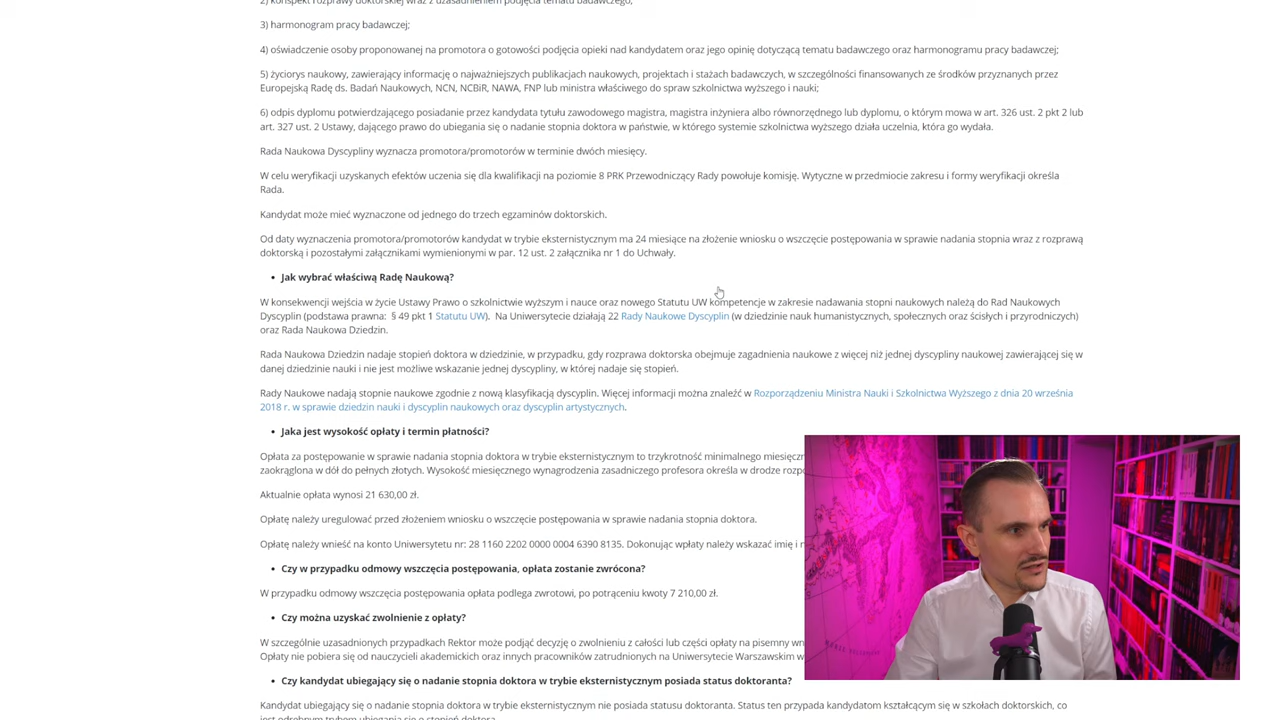 2) konspekt rozprawy doktorskiej wraz z uzasadnieniem podjęcia tematu badawczego;
3) harmonogram pracy badawczej;
4) oświadczenie osoby proponowanej na promotora o gotowości podjęcia opieki nad kandydatem oraz jego opinię dotyczącą tematu badawczego oraz harmonogramu pracy badawczej;
5) życiorys naukowy, zawierający informację o najważniejszych publikacjach naukowych, projektach i stażach badawczych, w szczególności finansowanych ze środków przyznanych przez
Europejską Radę ds. Badań Naukowych, NCN, NCBiR, NAWA, FNP lub ministra właściwego do spraw szkolnictwa wyższego i nauki;
6) odpis dyplomu potwierdzającego posiadanie przez kandydata tytułu zawodowego magistra, magistra inżyniera albo równorzędnego lub dyplomu, o którym mowa w art. 326 ust. 2 pkt 2 lub
art. 327 ust. 2 Ustawy, dającego prawo do ubiegania się o nadanie stopnia doktora w państwie, w którego systemie szkolnictwa wyższego działa uczelnia, która go wydała.
Rada Naukowa Dyscypliny wyznacza promotora/promotorów w terminie dwóch miesięcy.
W celu weryfikacji uzyskanych efektów uczenia się dla kwalifikacji na poziomie 8 PRK Przewodniczący Rady powołuje komisję. Wytyczne w przedmiocie zakresu i formy weryfikacji określa
Rada.
Kandydat może mieć wyznaczone od jednego do trzech egzaminów doktorskich.
Od daty wyznaczenia promotora/promotorów kandydat w trybie eksternistycznym ma 24 miesiące na złożenie wniosku o wszczęcie postępowania w sprawie nadania stopnia wraz z rozprawą
doktorską i pozostałymi załącznikami wymienionymi w par. 12 ust. 2 załącznika nr 1 do Uchwały.
• Jak wybrać właściwą Radę Naukową?
W konsekwencji wejścia w życie Ustawy Prawo o szkolnictwie wyższym i nauce oraz nowego Statutu UW kompetencje w zakresie nadawania stopni naukowych należą do Rad Naukowych
Dyscyplin (podstawa prawna: § 49 pkt 1 Statutu UW). Na Uniwersytecie działają 22 Rady Naukowe Dyscyplin (w dziedzinie nauk humanistycznych, społecznych oraz ścisłych i przyrodniczych)
oraz Rada Naukowa Dziedzin.
Rada Naukowa Dziedzin nadaje stopień doktora w dziedzinie, w przypadku, gdy rozprawa doktorska obejmuje zagadnienia naukowe z więcej niż jednej dyscypliny naukowej zawierającej się w
danej dziedzinie nauki i nie jest możliwe wskazanie jednej dyscypliny, w której nadaje się stopień.
Rady Naukowe nadają stopnie naukowe zgodnie z nową klasyfikacją dyscyplin. Więcej informacji można znaleźć w Rozporządzeniu Ministra Nauki i Szkolnictwa Wyższego z dnia 20 września
2018 r. w sprawie dziedzin nauki i dyscyplin naukowych oraz dyscyplin artystycznych.
• Jaka jest wysokość opłaty i termin płatności?
Opłata za postępowanie w sprawie nadania stopnia doktora w trybie eksternistycznym to trzykrotność minimalnego
zaokrąglona w dół do pełnych złotych. Wysokość miesięcznego wynagrodzenia zasadniczego profesora określa w drodze
Aktualnie opłata wynosi 21 630,00 zł.
Opłatę należy uregulować przed złożeniem wniosku o wszczęcie postępowania w sprawie nadania stopnia doktora.
Opłatę należy wnieść na konto Uniwersytetu nr: 28 1160 2202 0000 0004 6390 8135. Dokonując wpłaty należy wskazać imię i
• Czy w przypadku odmowy wszczęcia postępowania, opłata zostanie zwrócona?
W przypadku odmowy wszczęcia postępowania opłata podlega zwrotowi, po potrąceniu kwoty 7 210,00 zł.
• Czy można uzyskać zwolnienie z opłaty?
W szczególnie uzasadnionych przypadkach Rektor może podjąć decyzję o zwolnieniu z całości lub części opłaty na pisemny
Opłaty nie pobiera się od nauczycieli akademickich oraz innych pracowników zatrudnionych na Uniwersytecie Warszawskim
• Czy kandydat ubiegający się o nadanie stopnia doktora w trybie eksternistycznym posiada status doktoranta?
Kandydat ubiegający się o nadanie stopnia doktora w trybie eksternistycznym nie posiada statusu doktoranta. Status ten przypada kandydatom kształcącym się w szkołach doktorskich, co
jest odrębnym trybem ubiegania się o stopień doktora.